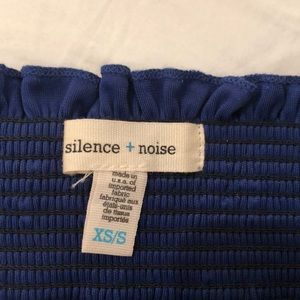 silence + noise
made in
u.s.a. of
imported
fabric
fabriqué aux
états-unis
de tissus
importés
XS/S